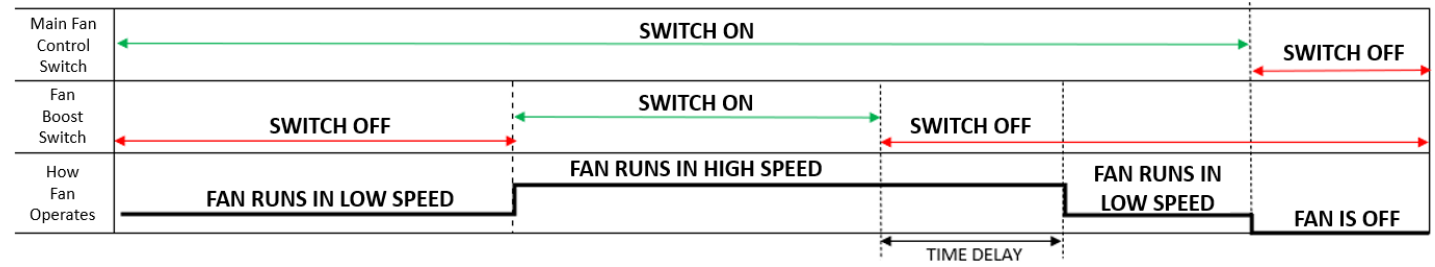 Main Fan
Control
Switch
SWITCH ON
SWITCH OFF
Fan
Boost
Switch
SWITCH OFF
SWITCH ON
SWITCH OFF
How
Fan
Operates
FAN RUNS IN LOW SPEED
FAN RUNS IN HIGH SPEED
FAN RUNS IN
LOW SPEED
FAN IS OFF
TIME DELAY